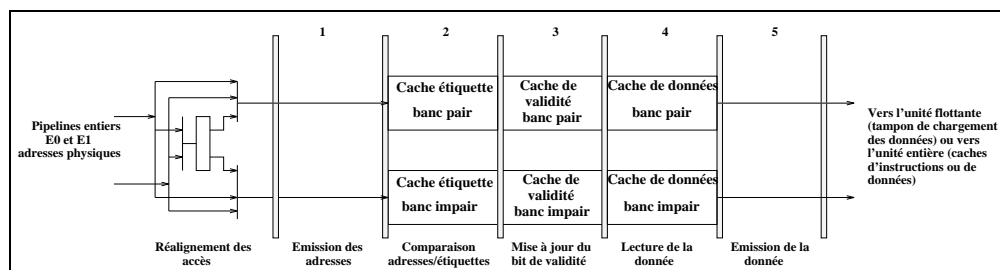 1
2
3
4
5
Pipelines entiers
E0 et E1
adresses physiques
Cache étiquette
banc pair
Cache de
validité
banc pair
Cache de données
banc pair
Cache étiquette
banc impair
Cache de
validité
banc impair
Cache de données
banc impair
Vers l'unité flottante
(tampon de chargement
des données) ou vers
l'unité entière (caches
d'instructions ou de
données)
Réalignement des
accès
Emission des
adresses
Comparaison
adresses/étiquettes
Mise à jour du
bit de validité
Lecture de la
donnée
Emission de la
donnée